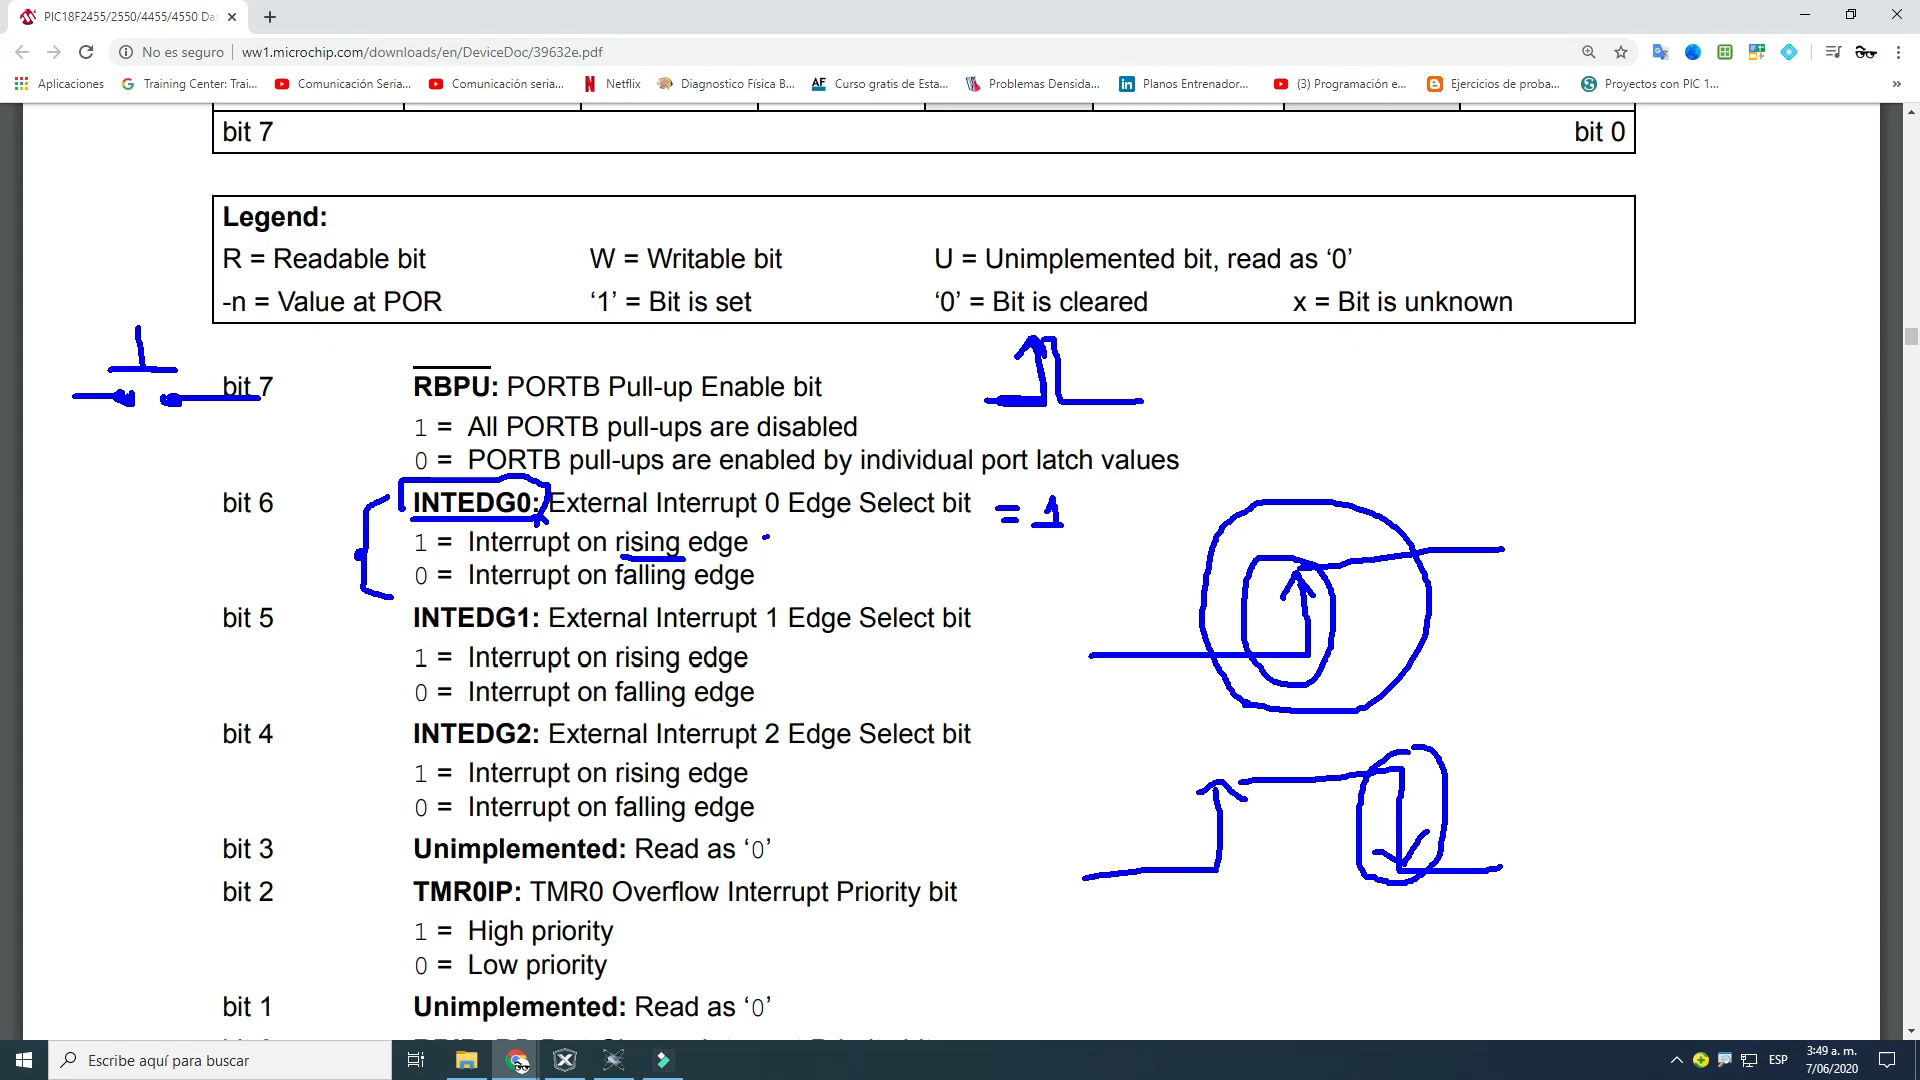 PIC18F2455/2550/4455/4550 Da
No es seguro | ww1.microchip.com/downloads/en/DeviceDoc/39632e.pdf
Aplicaciones Training Center: Trai... Comunicación Seria... Comunicación seria... Netflix Diagnostico Física B... Curso gratis de Esta... Problemas Densida... Planos Entrenador... (3) Programación e... Ejercicios de proba... Proyectos con PIC 1... »
bit 7 bit 0
Legend:
R = Readable bit W = Writable bit U = Unimplemented bit, read as ‘0’
-n = Value at POR ‘1’ = Bit is set ‘0’ = Bit is cleared x = Bit is unknown
bit 7 RBPU: PORTB Pull-up Enable bit
1 = All PORTB pull-ups are disabled
0 = PORTB pull-ups are enabled by individual port latch values
bit 6 INTEDG0: External Interrupt 0 Edge Select bit = 1
1 = Interrupt on rising edge
0 = Interrupt on falling edge
bit 5 INTEDG1: External Interrupt 1 Edge Select bit
1 = Interrupt on rising edge
0 = Interrupt on falling edge
bit 4 INTEDG2: External Interrupt 2 Edge Select bit
1 = Interrupt on rising edge
0 = Interrupt on falling edge
bit 3 Unimplemented: Read as ‘0’
bit 2 TMR0IP: TMR0 Overflow Interrupt Priority bit
1 = High priority
0 = Low priority
bit 1 Unimplemented: Read as ‘0’
Escribe aquí para buscar
ESP
3:49 a. m.
7/06/2020